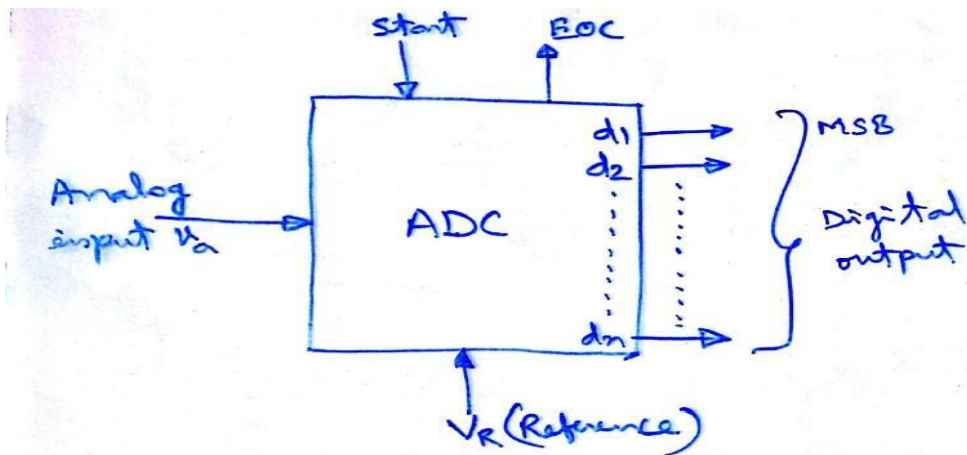 Start
EOC
d1
MSB
d2
Analog
input Va
ADC
Digital
output
dn
VR (Reference)